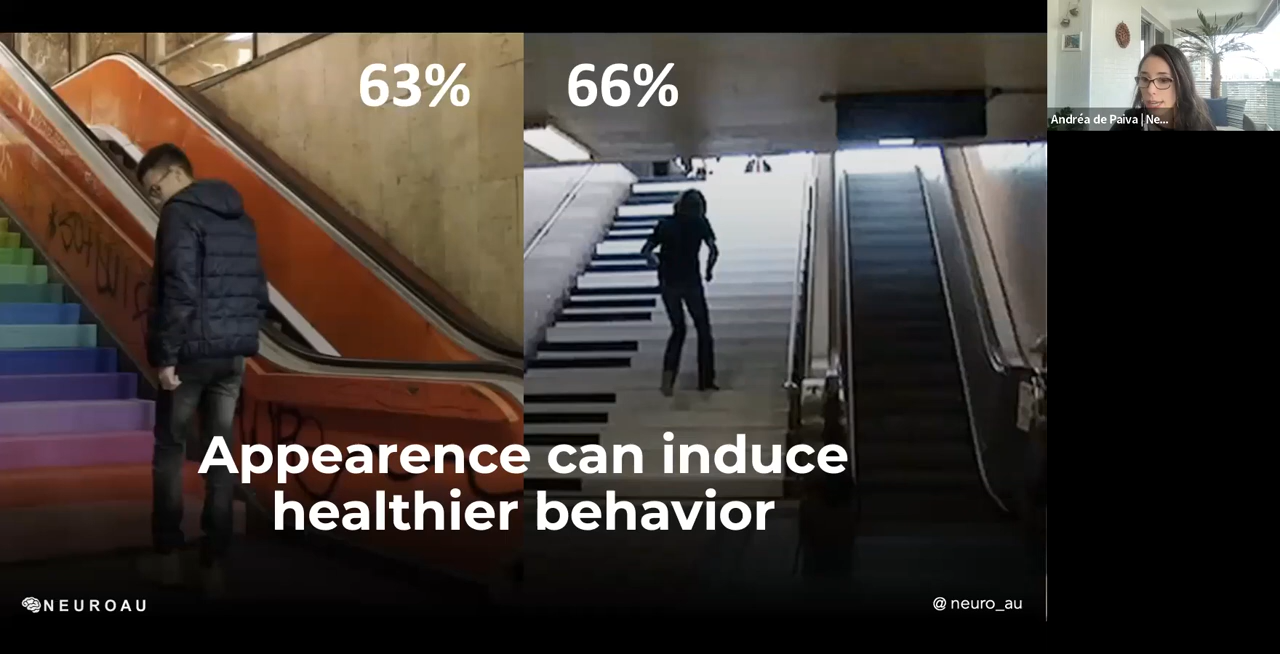 63%
66%
Andréa de Paiva | Ne...
Appearence can induce
healthier behavior
NEUROAU
@ neuro_au